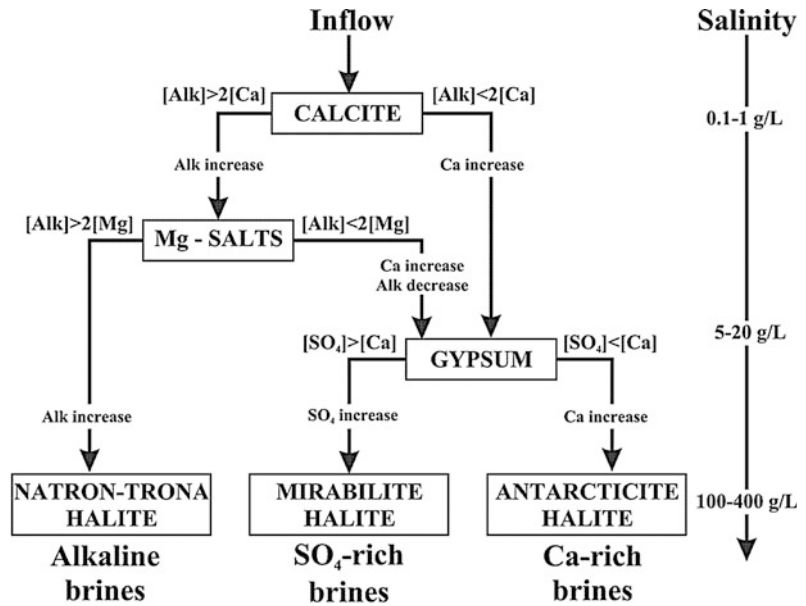 Inflow
Salinity
[Alk]>2[Ca]
[Alk]<2[Ca]
CALCITE
0.1-1 g/L
Alk increase
Ca increase
[Alk]>2[Mg]
[Alk]<2[Mg]
Mg - SALTS
Ca increase
Alk decrease
5-20 g/L
[SO₄]>[Ca]
[SO₄]<[Ca]
GYPSUM
Alk increase
SO₄ increase
Ca increase
NATRON-TRONA
HALITE
MIRABILITE
HALITE
ANTARCTICITE
HALITE
100-400 g/L
Alkaline
brines
SO₄-rich
brines
Ca-rich
brines